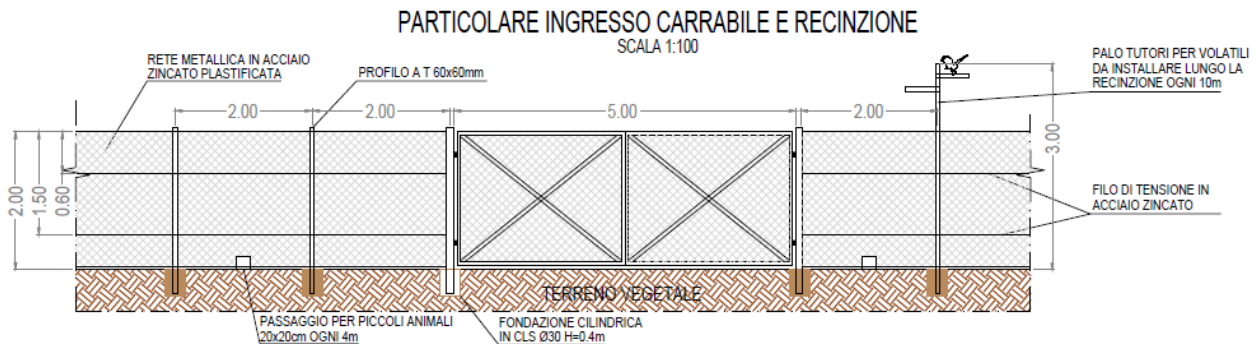 PARTICOLARE INGRESSO CARRABILE E RECINZIONE
SCALA 1:100
RETE METALLICA IN ACCIAIO
ZINCATO PLASTIFICATA
PROFILO A T 60x60mm
PALO TUTORI PER VOLATILI
DA INSTALLARE LUNGO LA
RECINZIONE OGNI 10m
2.00
2.00
5.00
2.00
3.00
2.00
1.50
0.60
FILO DI TENSIONE IN
ACCIAIO ZINCATO
TERRENO VEGETALE
PASSAGGIO PER PICCOLI ANIMALI
20x20cm OGNI 4m
FONDAZIONE CILINDRICA
IN CLS Ø30 H=0.4m